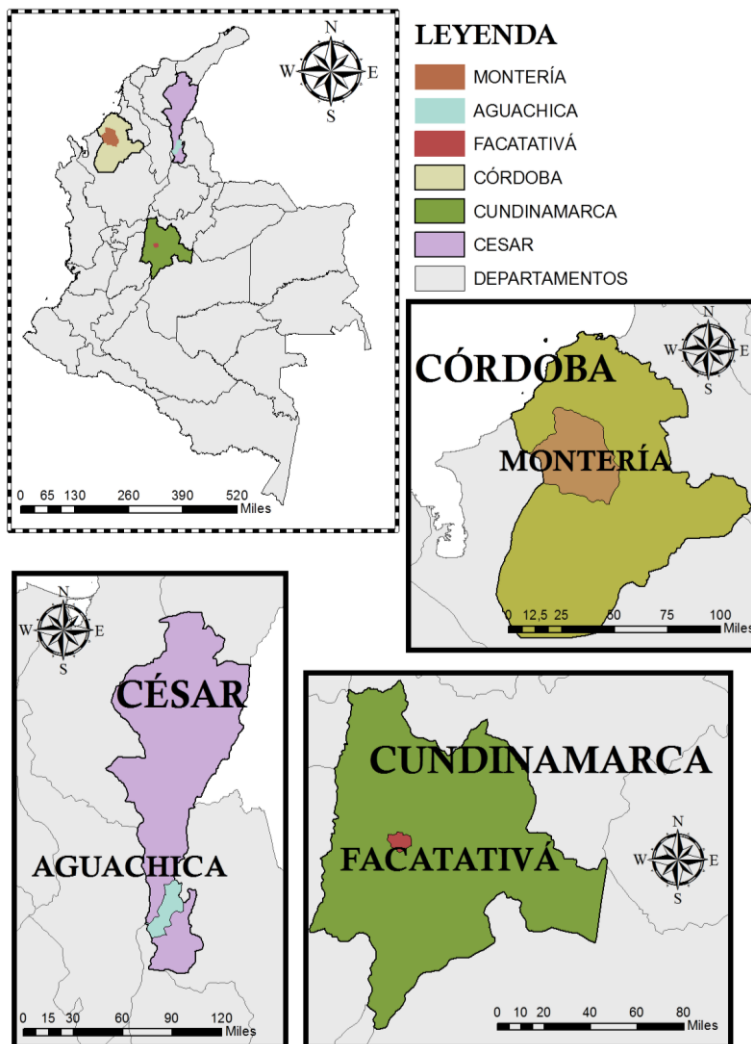 N
W E
S
0 65 130 260 390 520
Miles
LEYENDA
MONTERÍA
AGUACHICA
FACATATIVÁ
CÓRDOBA
CUNDINAMARCA
CESAR
DEPARTAMENTOS
N
W E
S
CÓRDOBA
MONTERÍA
0 12,5 25 50 75 100
Miles
N
W E
S
CÉSAR
AGUACHICA
0 15 30 60 90 120
Miles
CUNDINAMARCA
FACATATIVÁ
N
W E
S
0 10 20 40 60 80
Miles